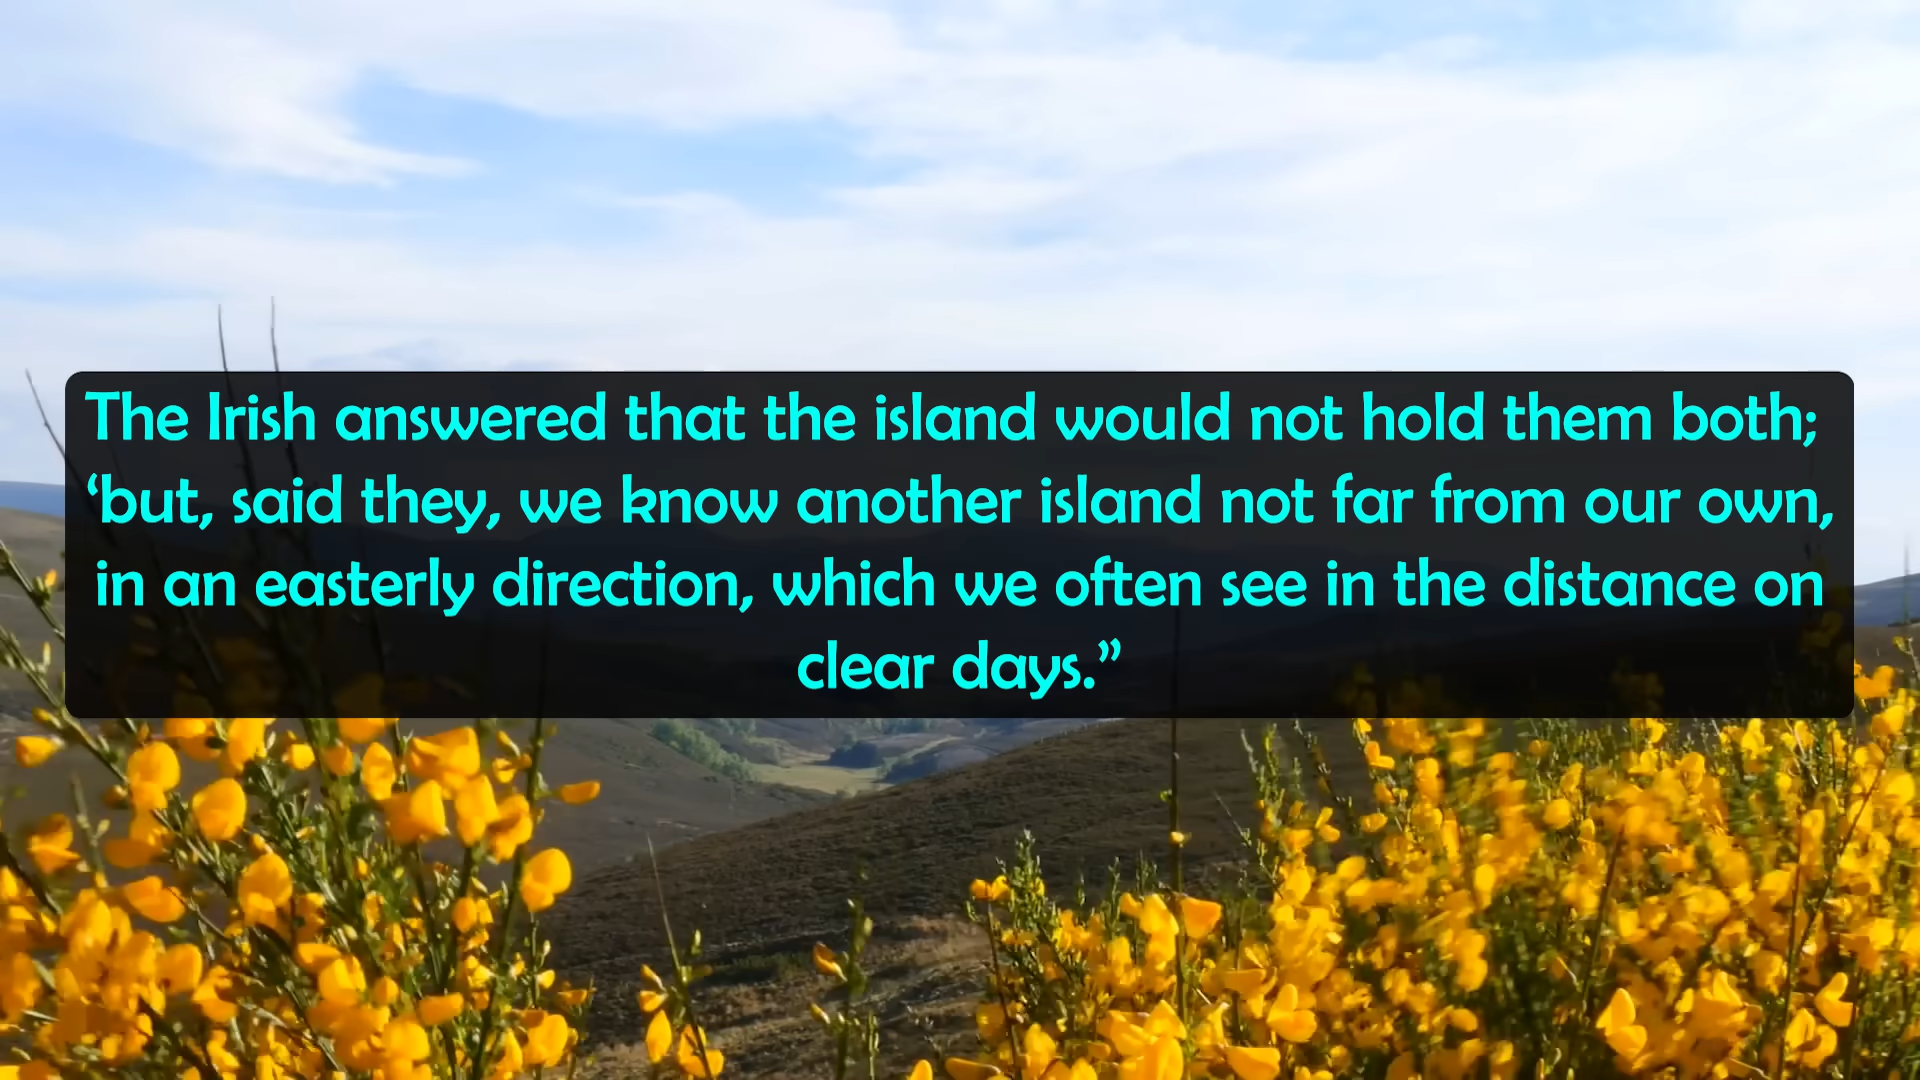 The Irish answered that the island would not hold them both;
‘but, said they, we know another island not far from our own,
in an easterly direction, which we often see in the distance on
clear days.”